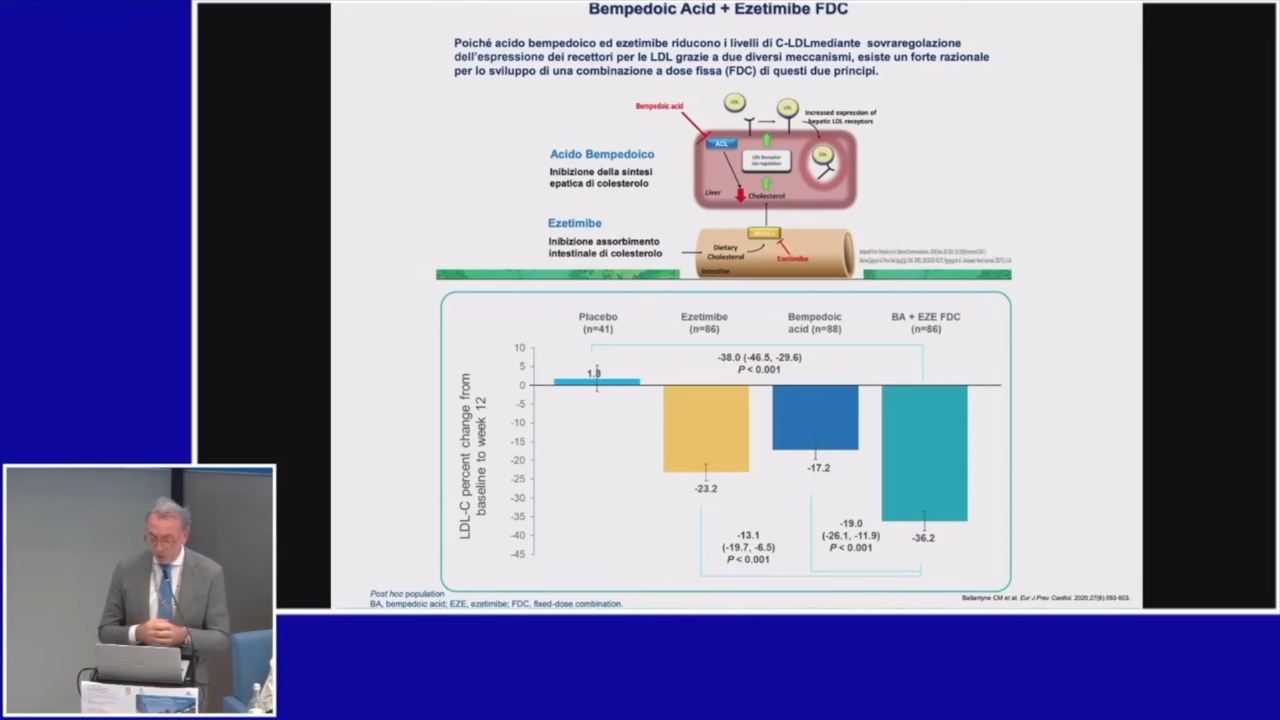 Bempedoic Acid + Ezetimibe FDC
Poiché acido bempedoico ed ezetimibe riducono i livelli di C-LDLmediante sovraregolazione
dell'espressione dei recettori per le LDL grazie a due diversi meccanismi, esiste un forte razionale
per lo sviluppo di una combinazione a dose fissa (FDC) di questi due principi.
Bempedoic acid
LDL
LDL
Increased expression of
hepatic LDL receptors
ACL
LDL Receptor
Up-regulation
LDL
Liver
Cholesterol
Acido Bempedoico
Inibizione della sintesi
epatica di colesterolo
Ezetimibe
Inibizione assorbimento
intestinale di colesterolo
Dietary
Cholesterol
Ezetimibe
Intestine
Placebo
(n=41)
Ezetimibe
(n=86)
Bempedoic
acid (n=88)
BA + EZE FDC
(n=86)
LDL-C percent change from
baseline to week 12
10
5
0
-5
-10
-15
-20
-25
-30
-35
-40
-45
1.8
-38.0 (-46.5, -29.6)
P < 0.001
-23.2
-17.2
-36.2
-13.1
(-19.7, -6.5)
P < 0.001
-19.0
(-26.1, -11.9)
P < 0.001
Post hoc population
BA, bempedoic acid; EZE, ezetimibe; FDC, fixed-dose combination.
Ballantyne CM et al. Eur J Prev Cardiol. 2020;27(6):593-603.